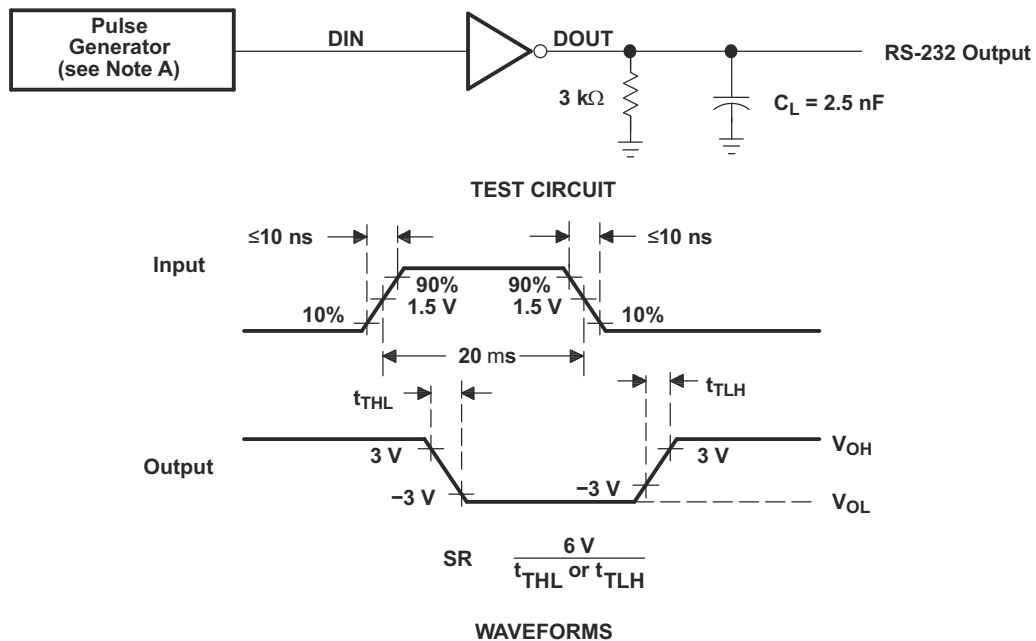 Pulse
Generator
(see Note A)
DIN
DOUT
RS-232 Output
3 kΩ
C_L = 2.5 nF
TEST CIRCUIT
≤10 ns
≤10 ns
Input
90%
90%
1.5 V
1.5 V
10%
10%
20 ms
t_THL
t_TLH
3 V
3 V
V_OH
Output
−3 V
−3 V
V_OL
SR
6 V
t_THL or t_TLH
WAVEFORMS